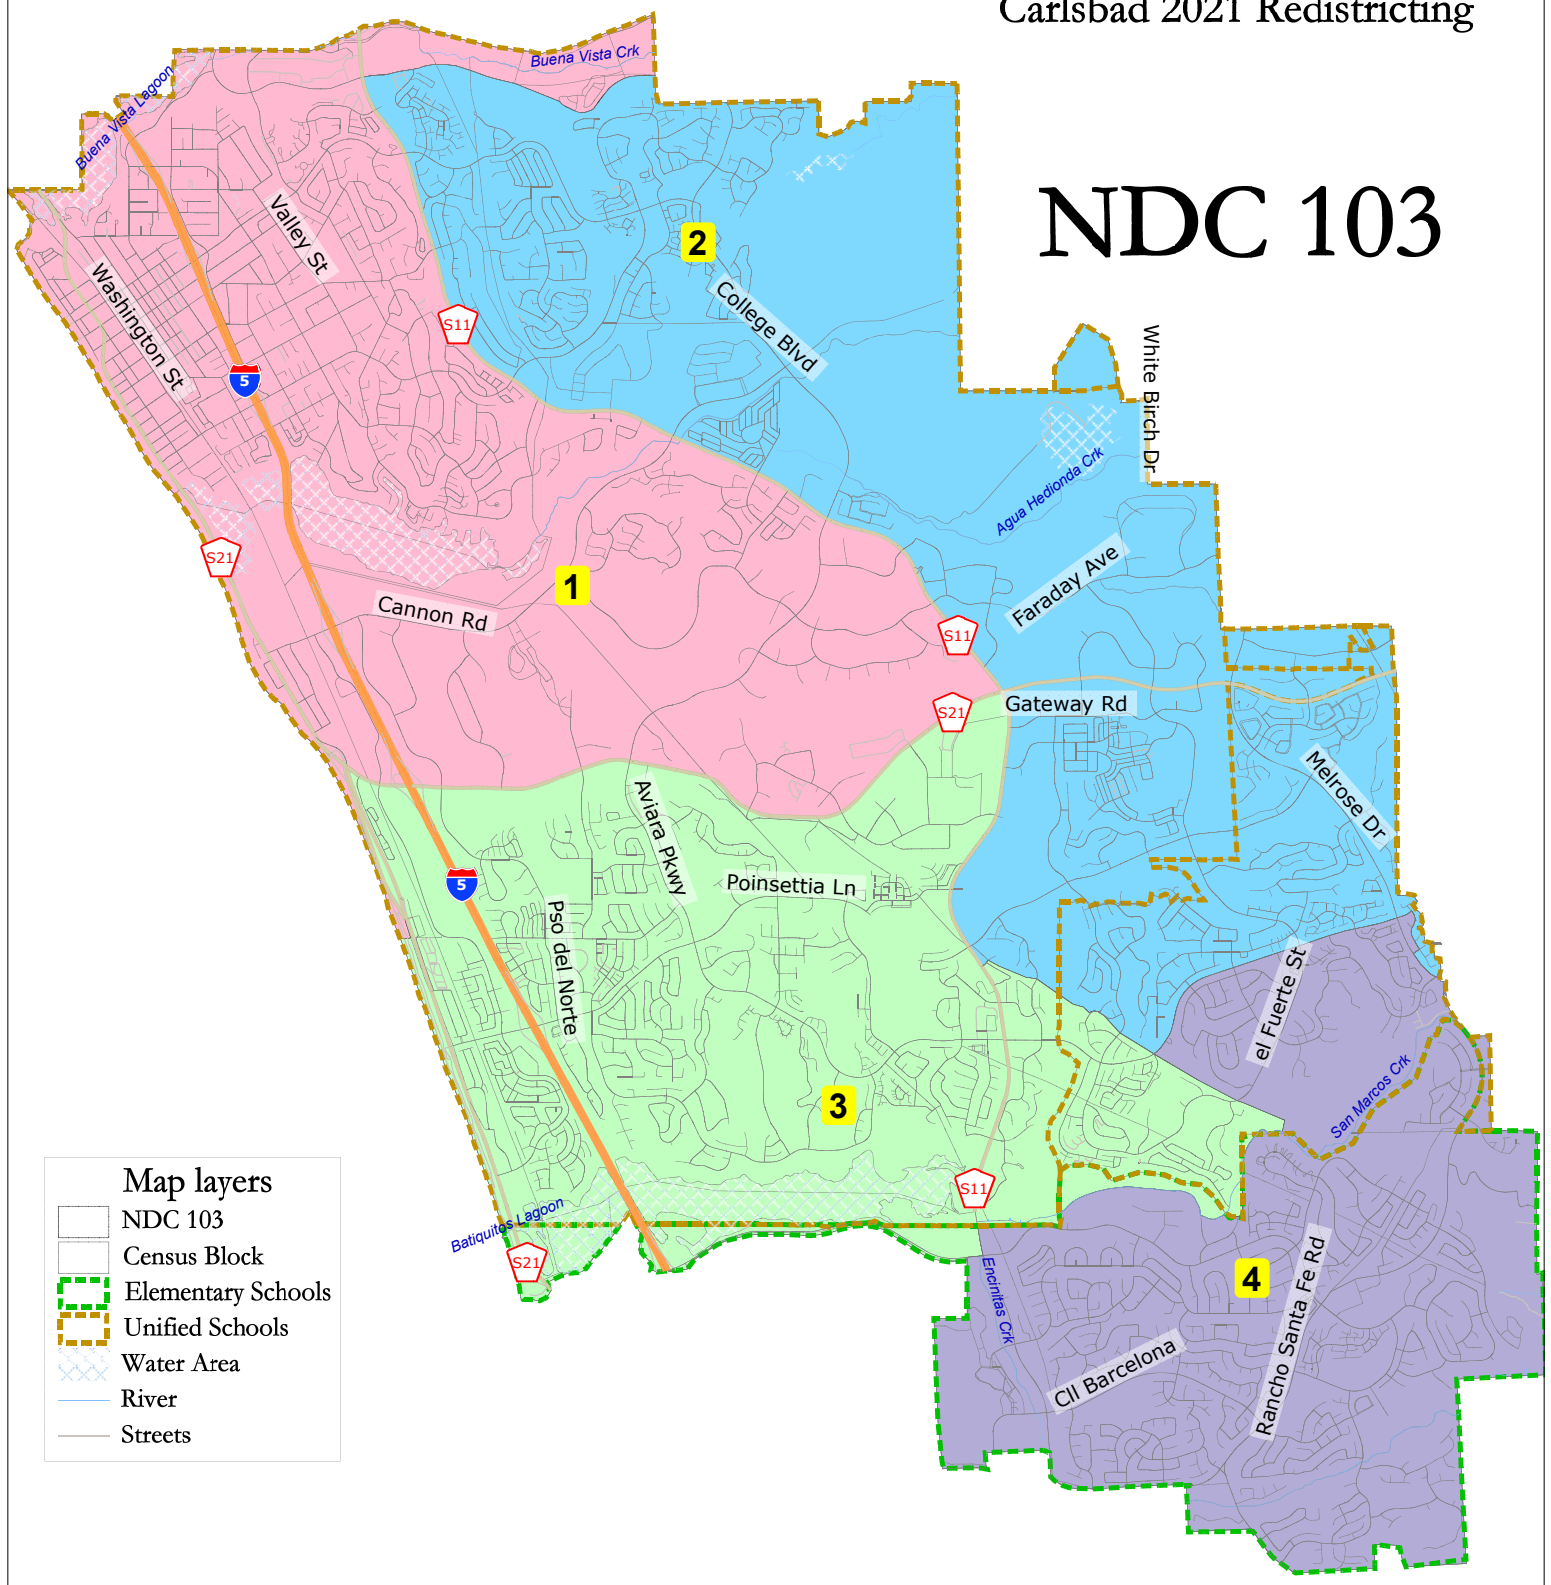 Carlsbad 2021 Redistricting
NDC 103
Buena Vista Crk
Buena Vista Lagoon
Valley St
Washington St
2
College Blvd
S11
5
White Birch Dr
Agua Hedionda Crk
S21
1
Cannon Rd
Faraday Ave
S11
S21
Gateway Rd
Melrose Dr
Aviara Pkwy
5
Poinsettia Ln
Pso del Norte
el Fuerte St
3
San Marcos Crk
S11
Batiquitos Lagoon
S21
Encinitas Crk
4
Rancho Santa Fe Rd
Cll Barcelona
Map layers
NDC 103
Census Block
Elementary Schools
Unified Schools
Water Area
River
Streets